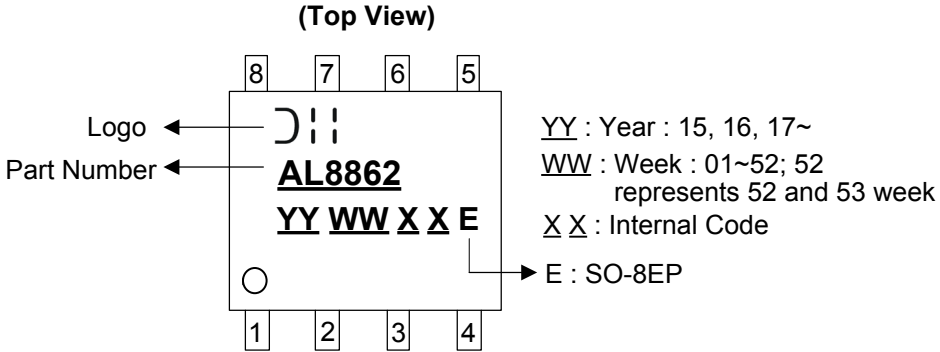 (Top View)
8 7 6 5
Logo
Part Number
AL8862
YY WW X X E
YY : Year : 15, 16, 17~
WW : Week : 01~52; 52
represents 52 and 53 week
X X : Internal Code
E : SO-8EP
1 2 3 4